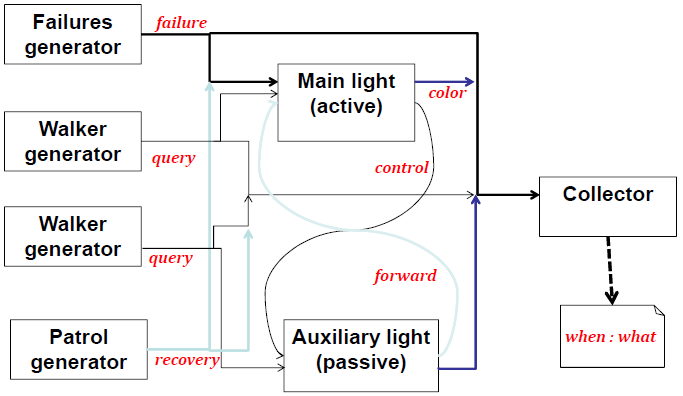 Failures
generator
failure
Main light
(active)
color
Walker
generator
query
control
Collector
Walker
generator
query
forward
Patrol
generator
recovery
Auxiliary light
(passive)
when : what